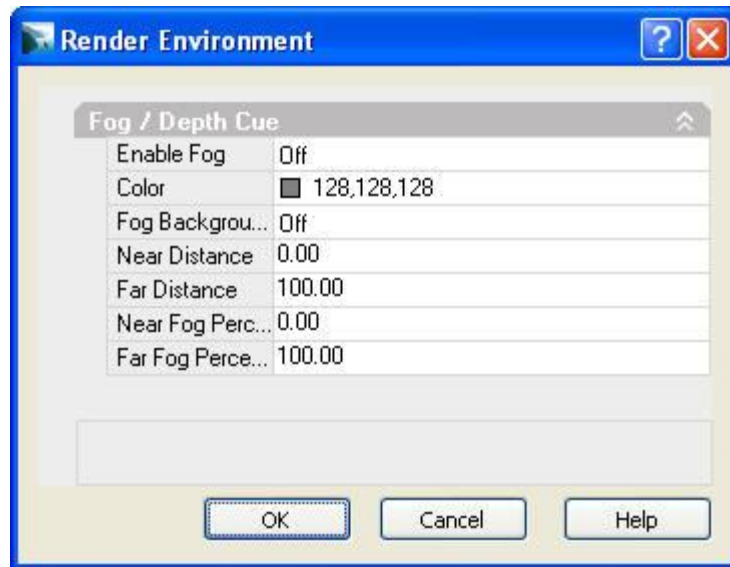 Render Environment
Fog / Depth Cue
Enable Fog Off
Color 128,128,128
Fog Backgrou... Off
Near Distance 0.00
Far Distance 100.00
Near Fog Perc... 0.00
Far Fog Perce... 100.00
OK Cancel Help